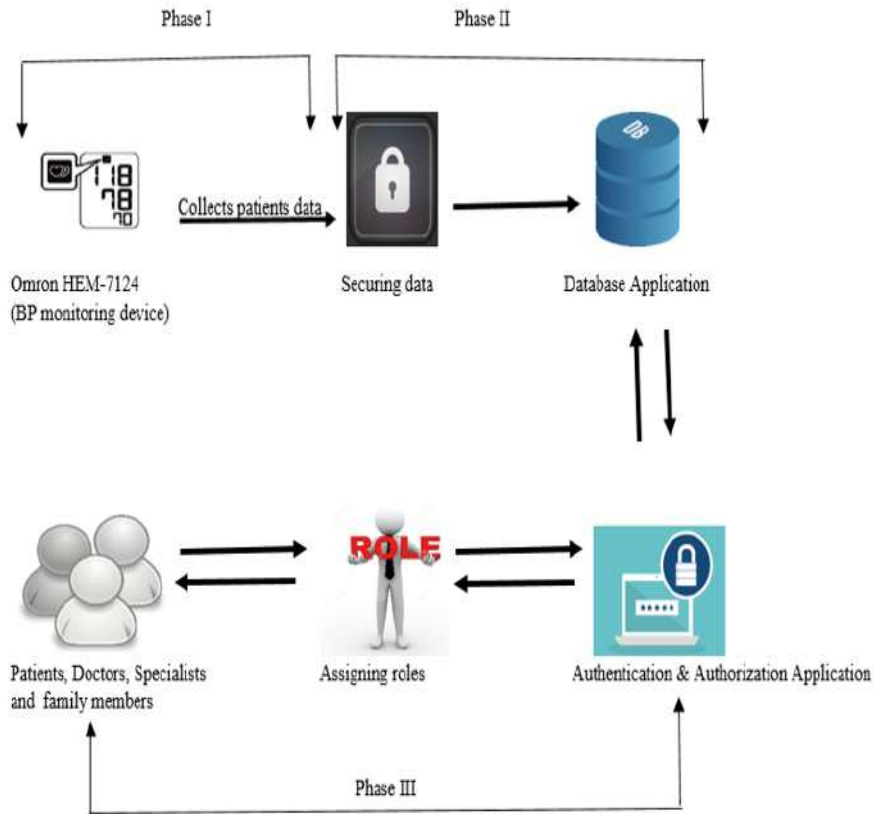 Phase I
Phase II
118
78
70
DB
Collects patients data
Omron HEM-7124
(BP monitoring device)
Securing data
Database Application
ROLE
Patients, Doctors, Specialists
and family members
Assigning roles
Authentication & Authorization Application
Phase III